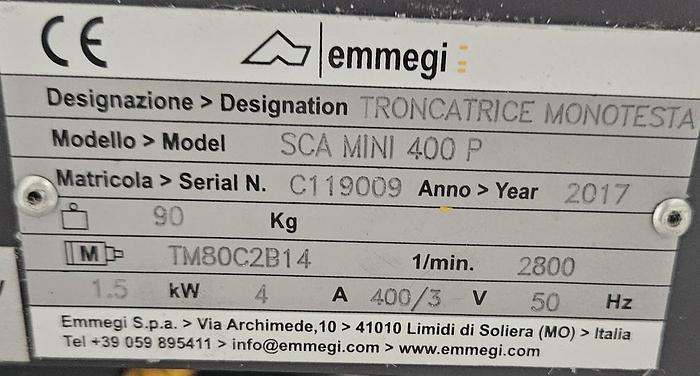 CE emmegi
Designazione > Designation TRONCATRICE MONOTESTA
Modello > Model SCA MINI 400 P
Matricola > Serial N. C119009 Anno > Year 2017
90 Kg
M TM80C2B14 1/min. 2800
1.5 kW 4 A 400/3 V 50 Hz
Emmegi S.p.a. > Via Archimede,10 > 41010 Limidi di Soliera (MO) > Italia
Tel +39 059 895411 > info@emmegi.com > www.emmegi.com